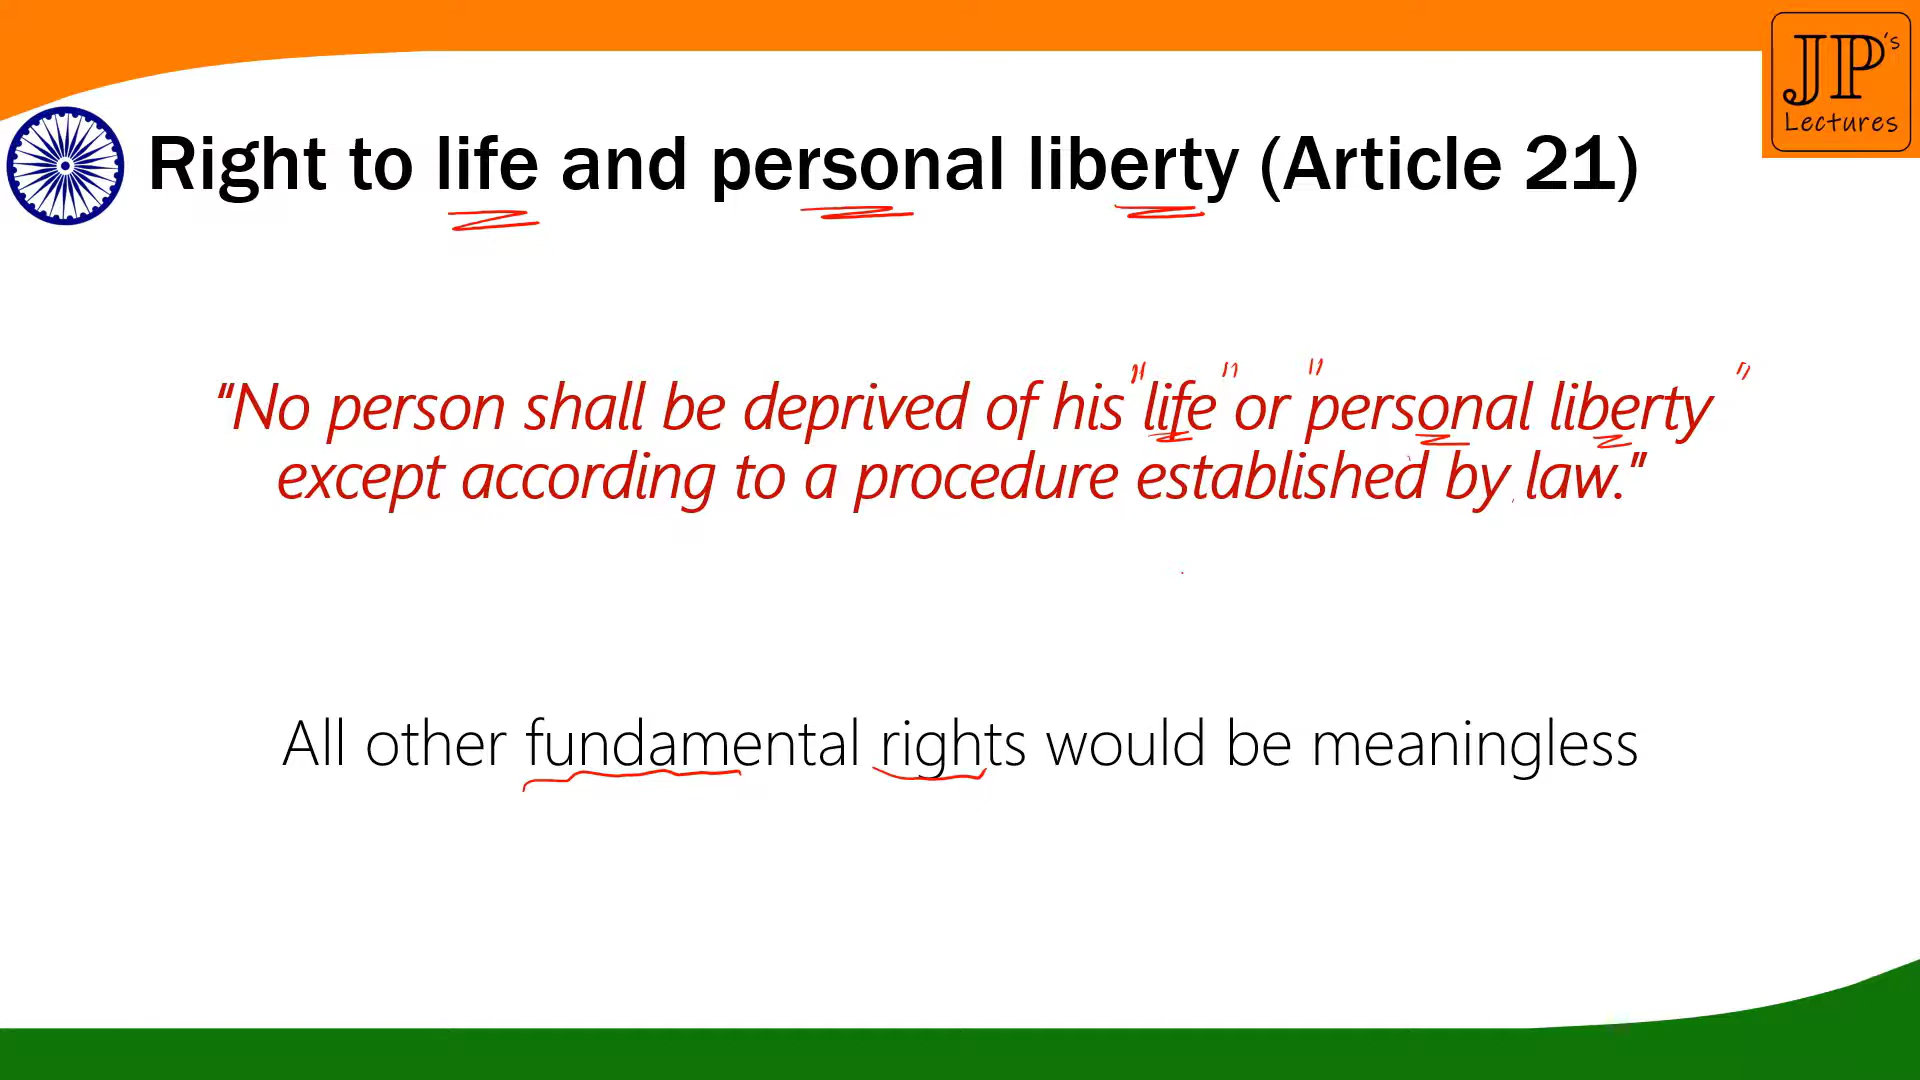 JP's
Lectures
Right to life and personal liberty (Article 21)
"No person shall be deprived of his "life" or "personal liberty"
except according to a procedure established by law."
All other fundamental rights would be meaningless